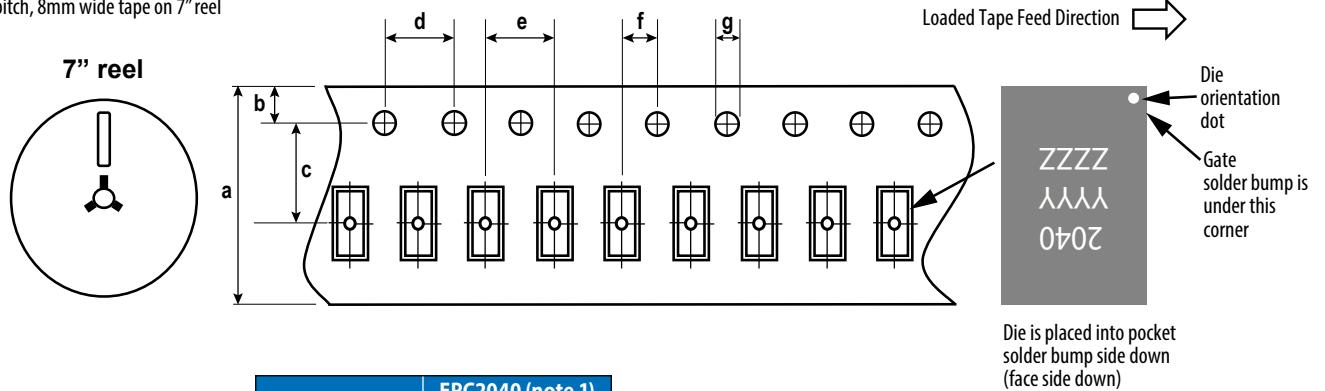 pitch, 8mm wide tape on 7” reel
7” reel
a
b
c
d
e
f
g
Loaded Tape Feed Direction
Die
orientation
dot
Gate
solder bump is
under this
corner
2040
YYYY
ZZZZ
Die is placed into pocket
solder bump side down
(face side down)
EPC2040 (note 1)